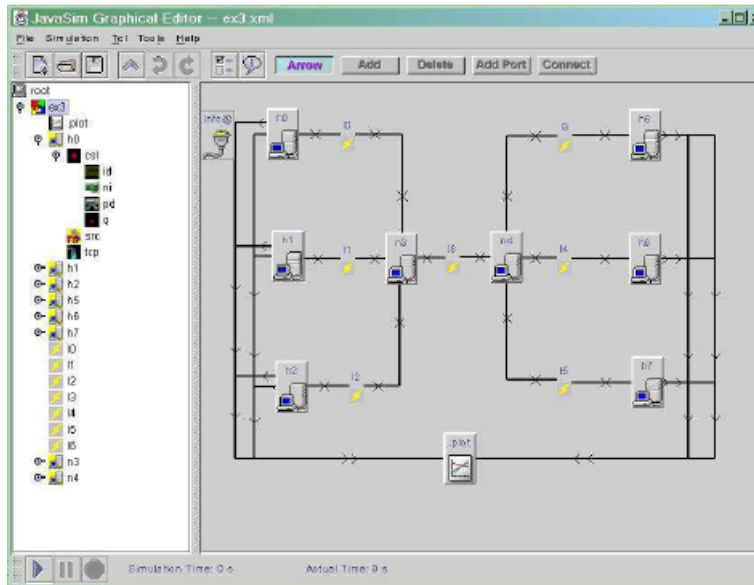 JavaSim Graphical Editor -- ex3.xml
File Simulation Tcl Tools Help
Arrow Add Delete Add Port Connect
root
ex3
.plot
h0
csl
ld
ni
pd
q
src
tcp
h1
h2
h5
h6
h7
l0
l1
l2
l3
l4
l5
l6
n3
n4
info@
h0
l0
l3
h5
h1
l1
n3
l6
n4
l4
h6
h2
l2
l5
h7
.plot
Simulation Time: 0 s
Actual Time: 0 s